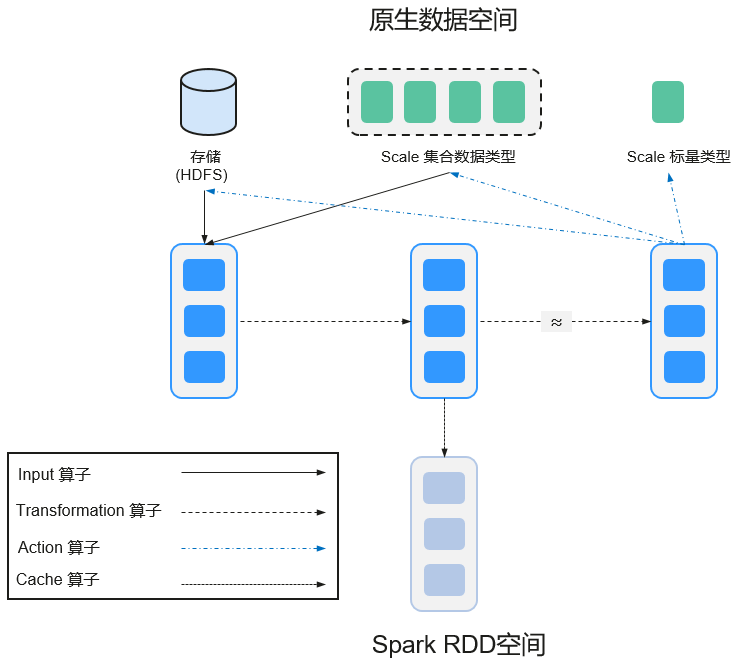 原生数据空间
存储
(HDFS)
Scale 集合数据类型
Scale 标量类型
≈
Input 算子
Transformation 算子
Action 算子
Cache 算子
Spark RDD空间